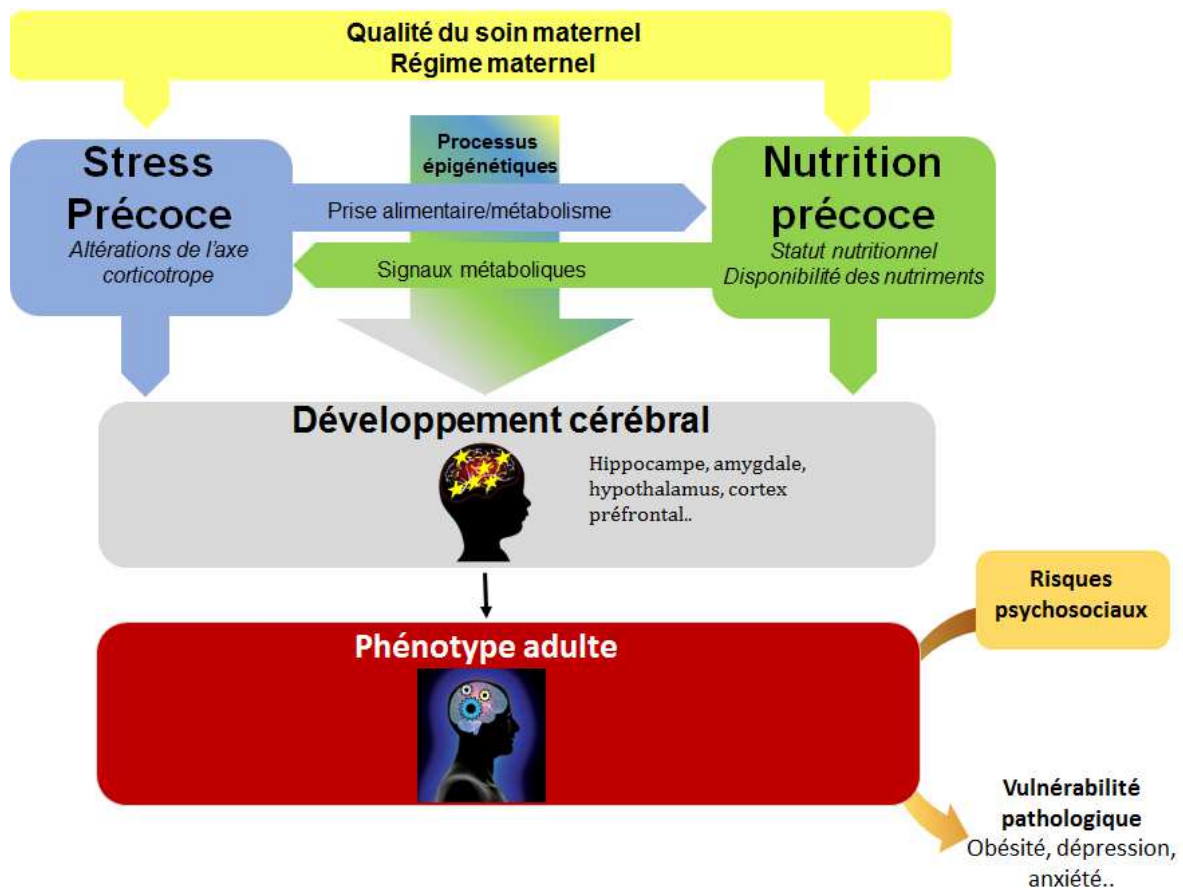 Qualité du soin maternel
Régime maternel
Stress
Précoce
Altérations de l'axe
corticotrope
Processus
épigénétiques
Prise alimentaire/métabolisme
Signaux métaboliques
Nutrition
précoce
Statut nutritionnel
Disponibilité des nutriments
Développement cérébral
Hippocampe, amygdale,
hypothalamus, cortex
préfrontal..
Risques
psychosociaux
Phénotype adulte
Vulnérabilité
pathologique
Obésité, dépression,
anxiété..